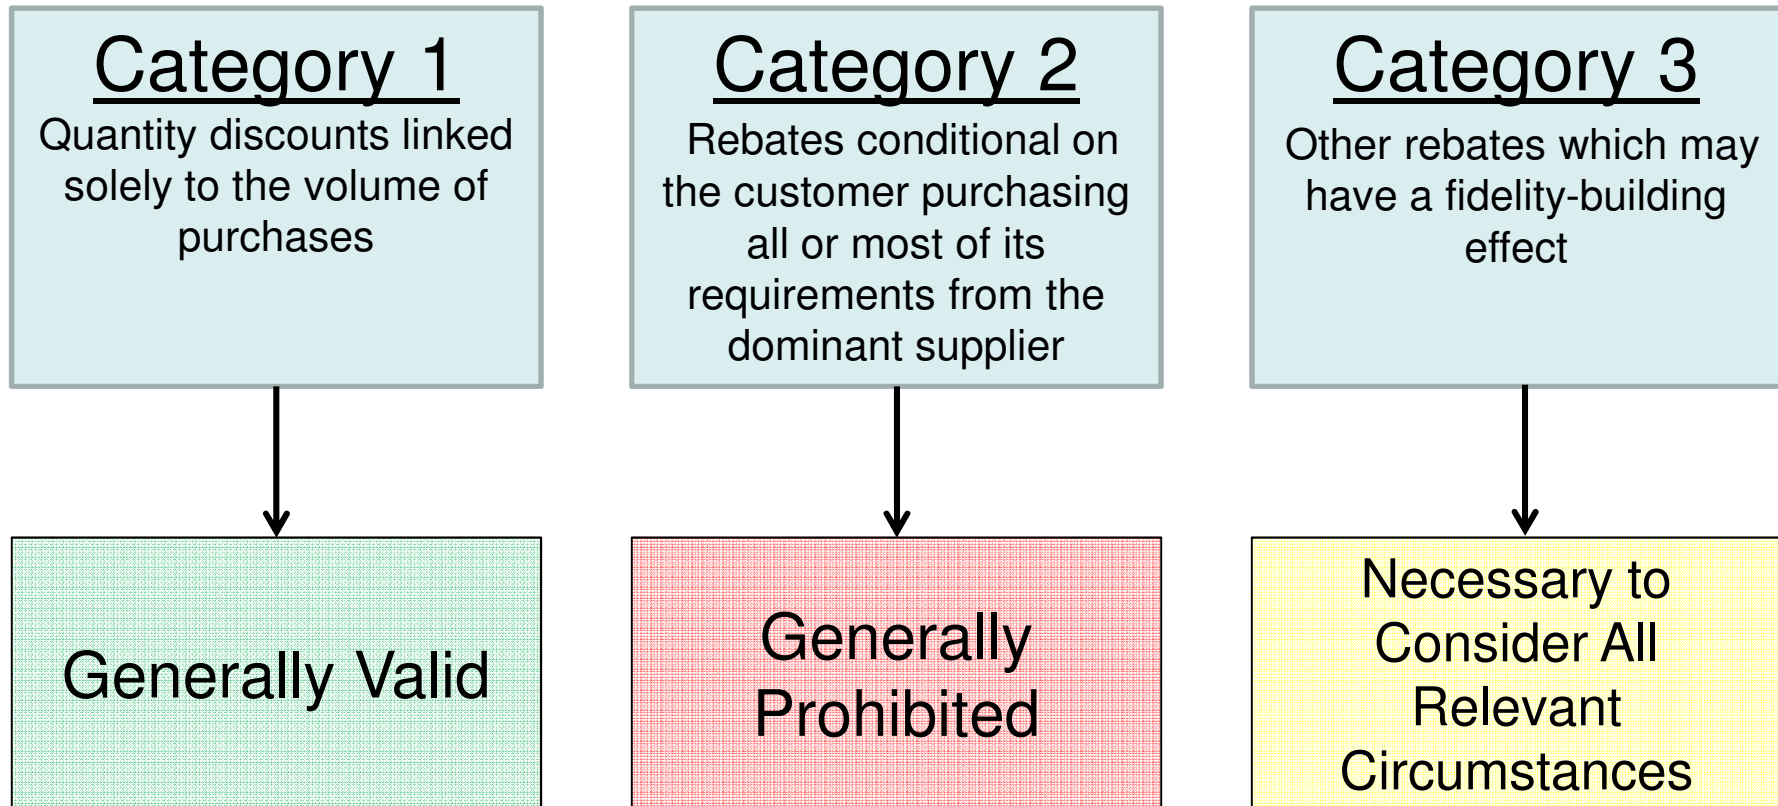 Category 1
Quantity discounts linked
solely to the volume of
purchases
Category 2
Rebates conditional on
the customer purchasing
all or most of its
requirements from the
dominant supplier
Category 3
Other rebates which may
have a fidelity-building
effect
Generally Valid
Generally
Prohibited
Necessary to
Consider All
Relevant
Circumstances